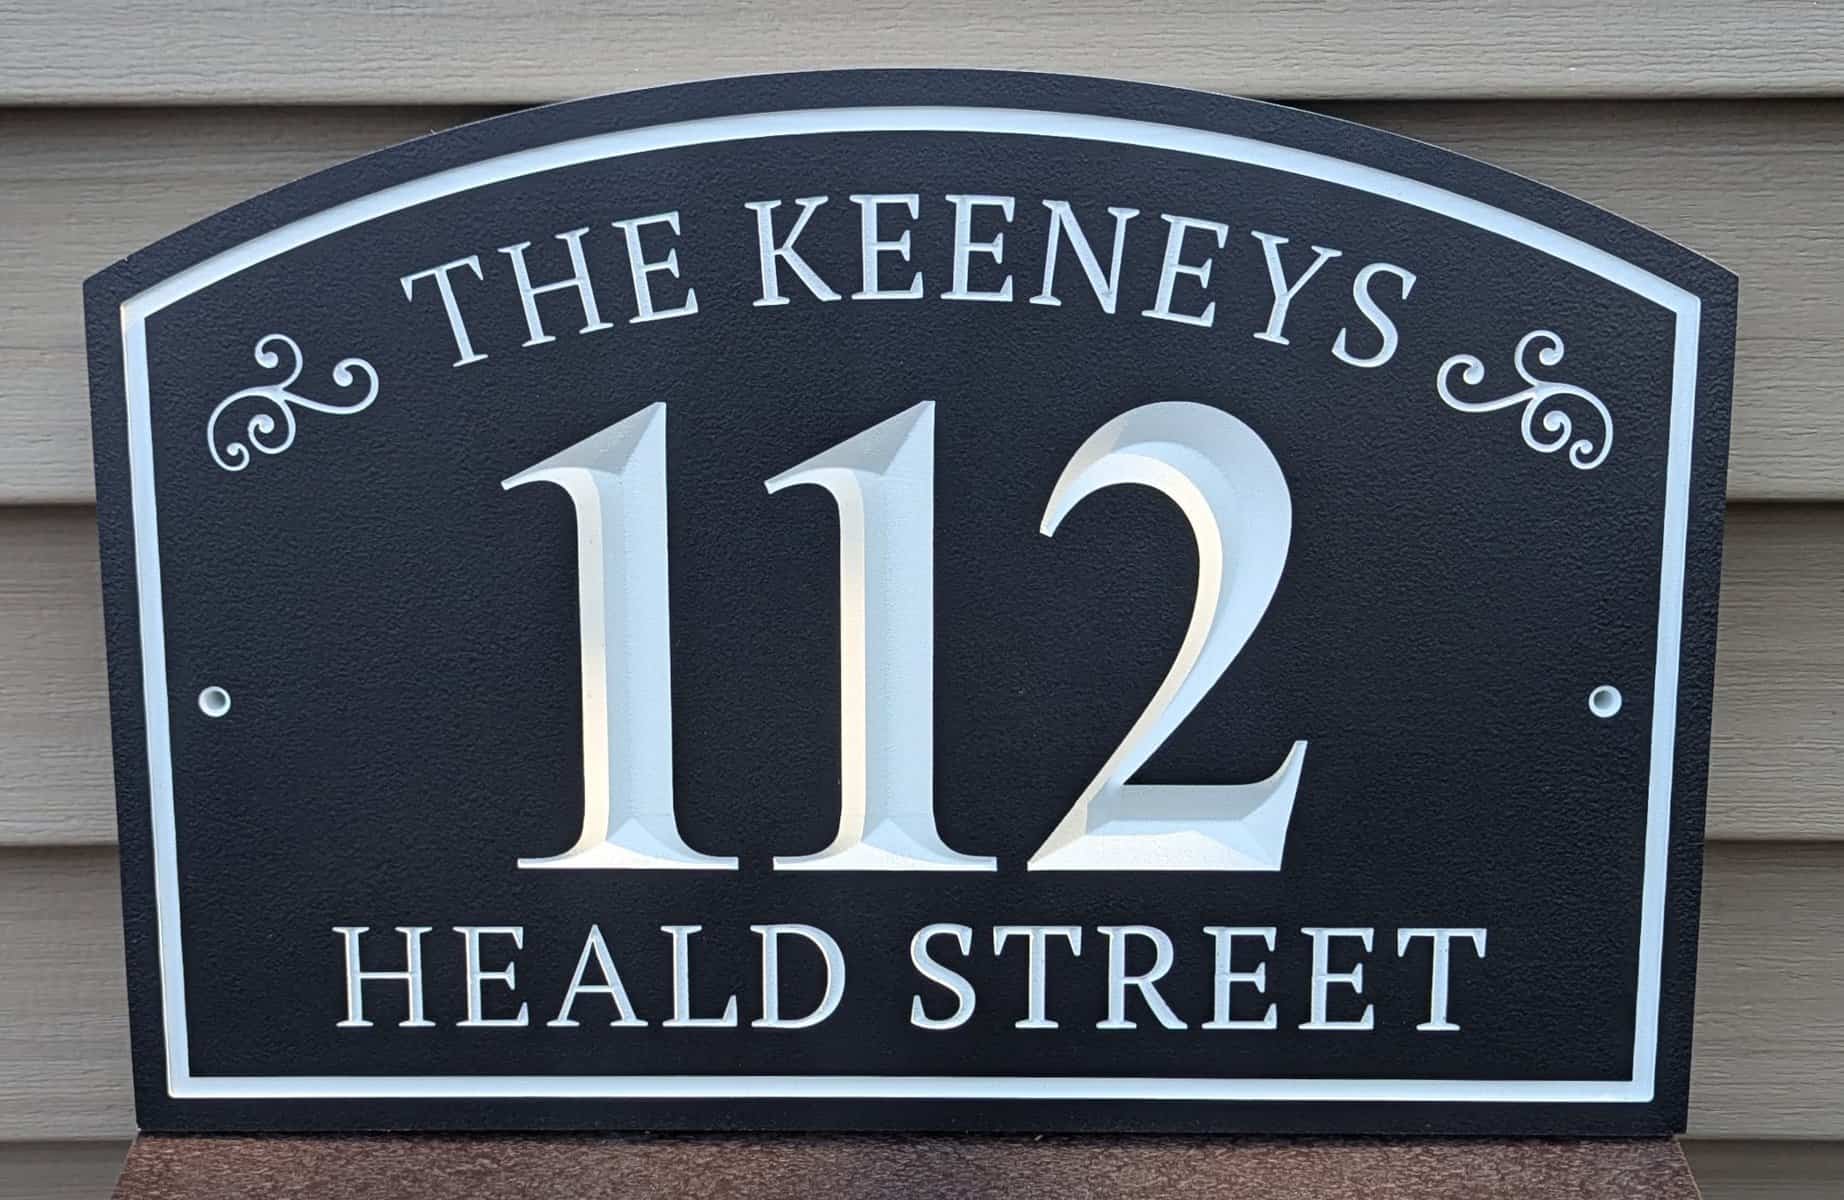 THE KEENEYS
112
HEALD STREET